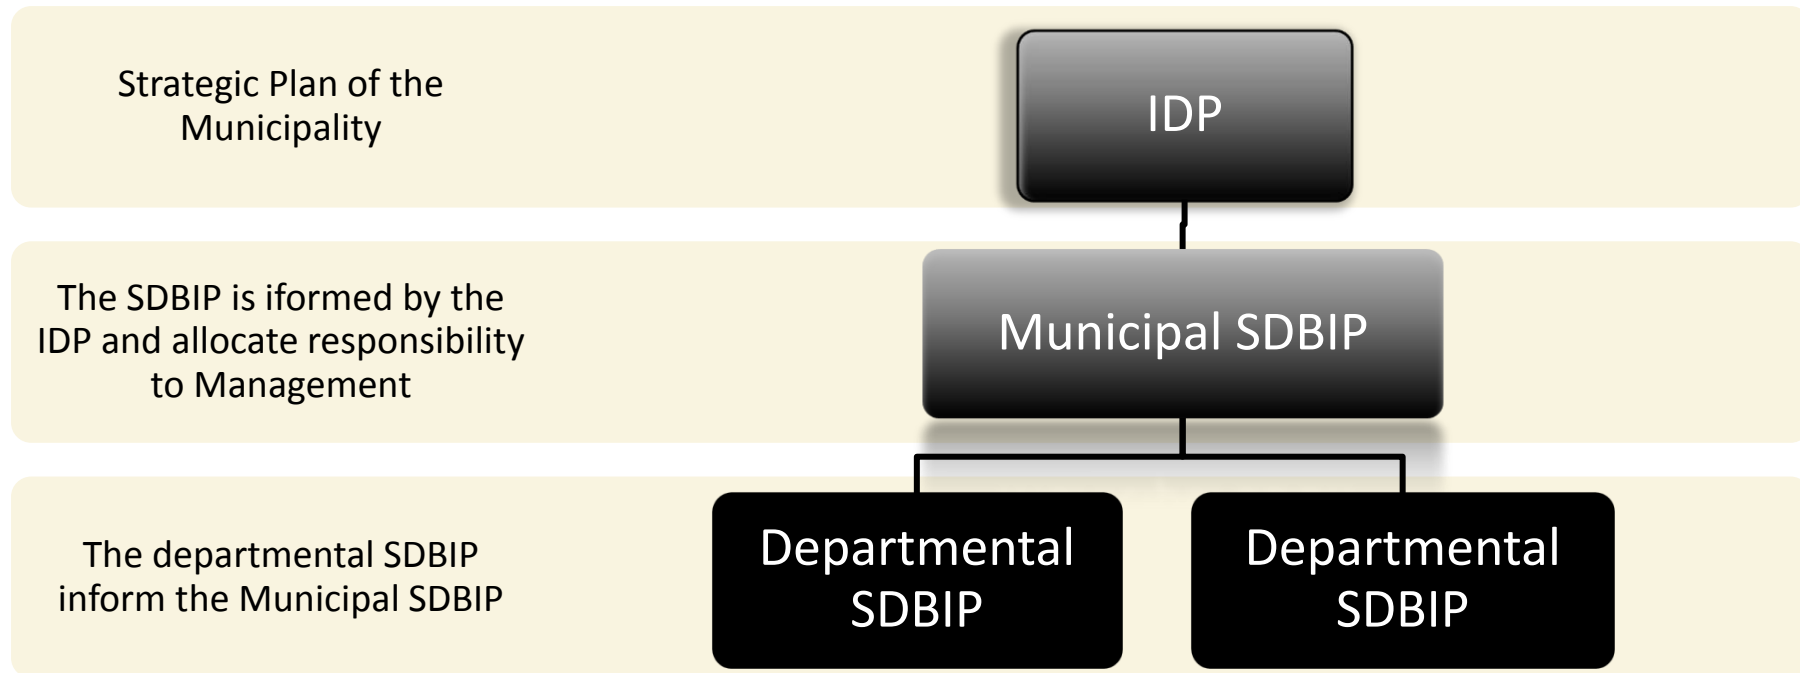 Strategic Plan of the
Municipality
IDP
The SDBIP is iformed by the
IDP and allocate responsibility
to Management
Municipal SDBIP
The departmental SDBIP
inform the Municipal SDBIP
Departmental
SDBIP
Departmental
SDBIP